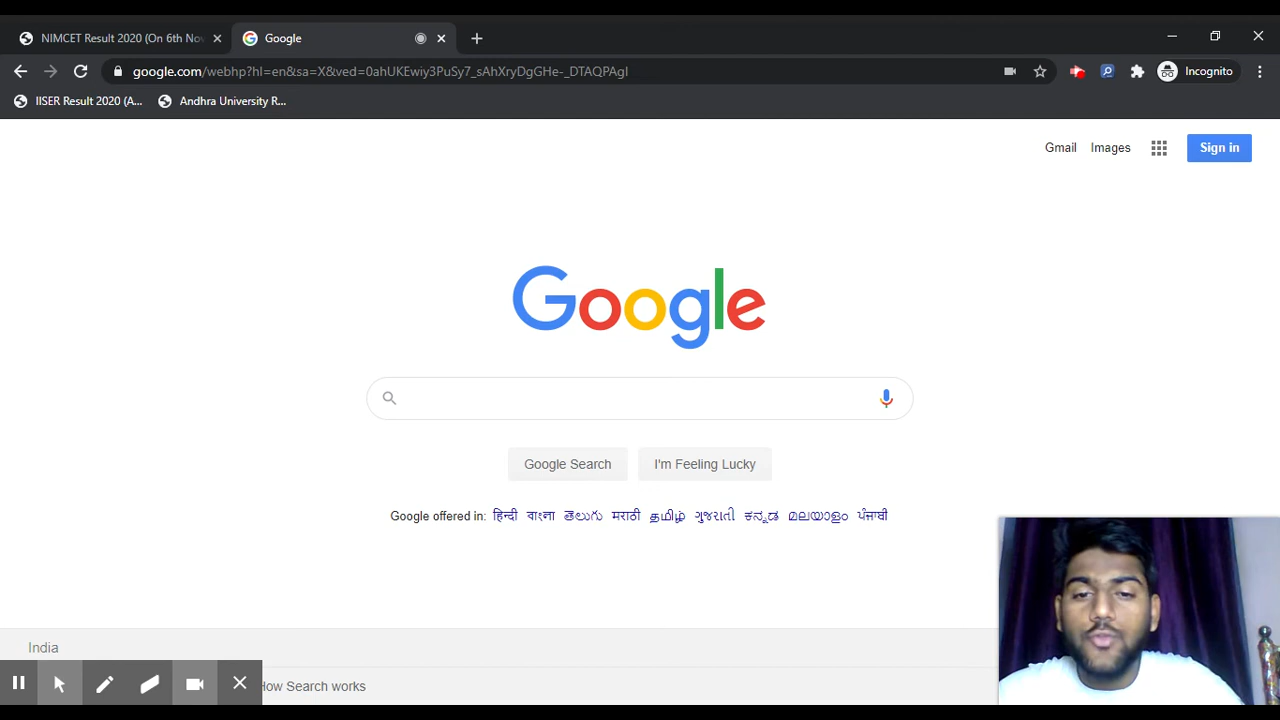 NIMCET Result 2020 (On 6th Nov
Google
google.com/webhp?hl=en&sa=X&ved=0ahUKEwiy3PuSy7_sAhXryDgGHe-_DTAQPAgI
Incognito
IISER Result 2020 (A...
Andhra University R...
Gmail
Images
Sign in
Google
Google Search
I'm Feeling Lucky
Google offered in: हिन्दी বাংলা తెలుగు मराठी தமிழ் ગુજરાતી ಕನ್ನಡ മലയാളം ਪੰਜਾਬੀ
India
How Search works